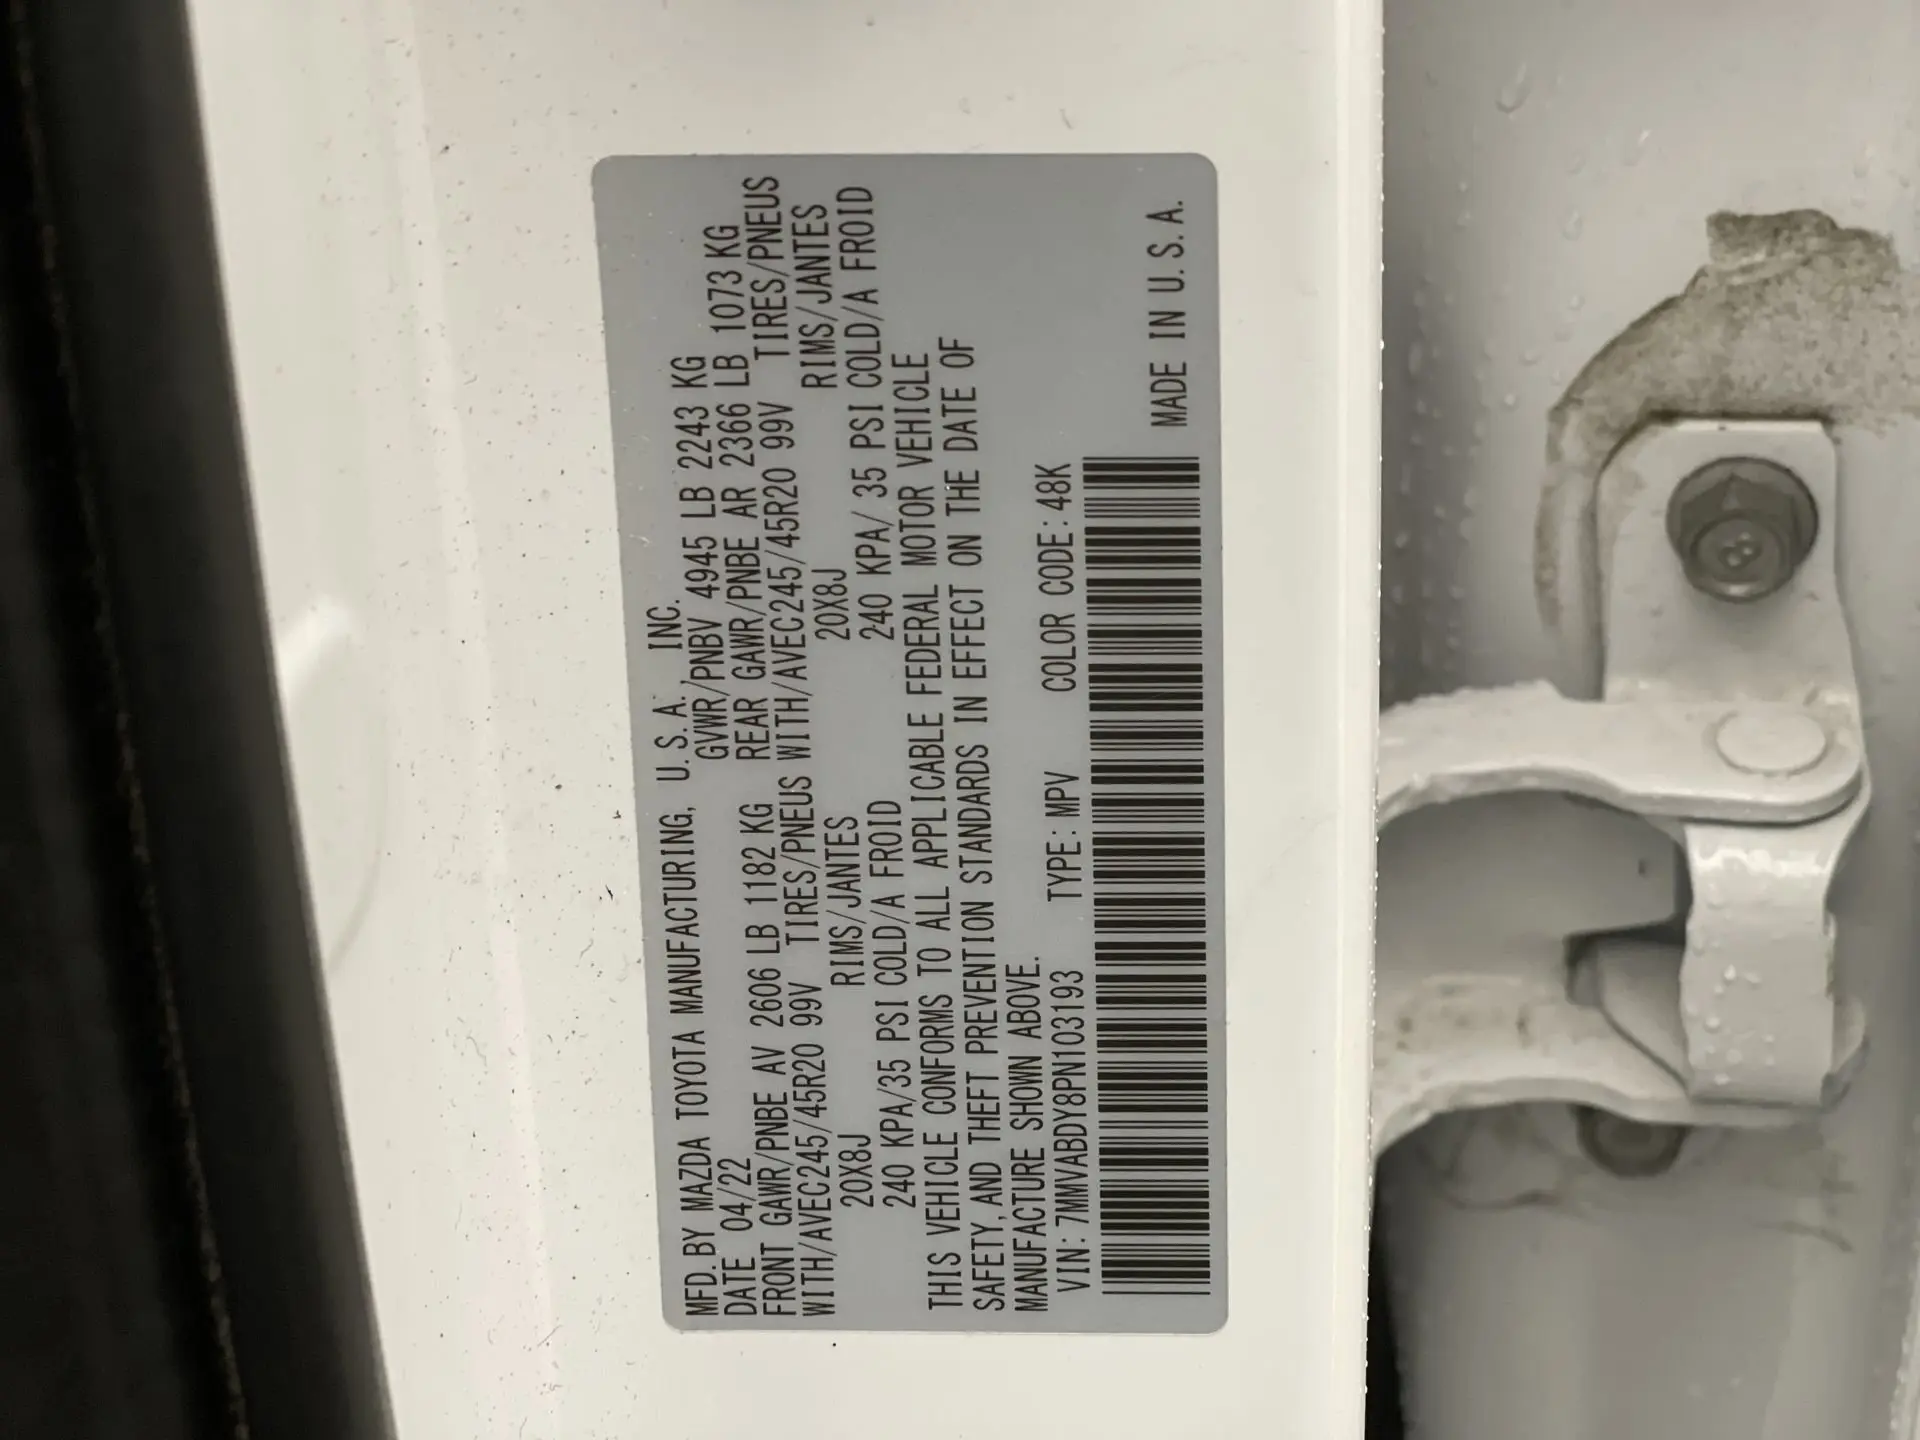 MFD. BY MAZDA TOYOTA MANUFACTURING, U.S.A., INC.
DATE 04/22 GVWR/PNBV 4945 LB 2243 KG
FRONT GAWR/PNBE AV 2606 LB 1182 KG REAR GAWR/PNBE AR 2366 LB 1073 KG
WITH/AVEC245/45R20 99V TIRES/PNEUS WITH/AVEC245/45R20 99V TIRES/PNEUS
20X8J RIMS/JANTES 20X8J RIMS/JANTES
240 KPA/35 PSI COLD/A FROID 240 KPA/ 35 PSI COLD/A FROID
THIS VEHICLE CONFORMS TO ALL APPLICABLE FEDERAL MOTOR VEHICLE
SAFETY, AND THEFT PREVENTION STANDARDS IN EFFECT ON THE DATE OF
MANUFACTURE SHOWN ABOVE.
VIN: 7MMVABDY8PN103193 TYPE: MPV COLOR CODE: 48K
MADE IN U.S.A.